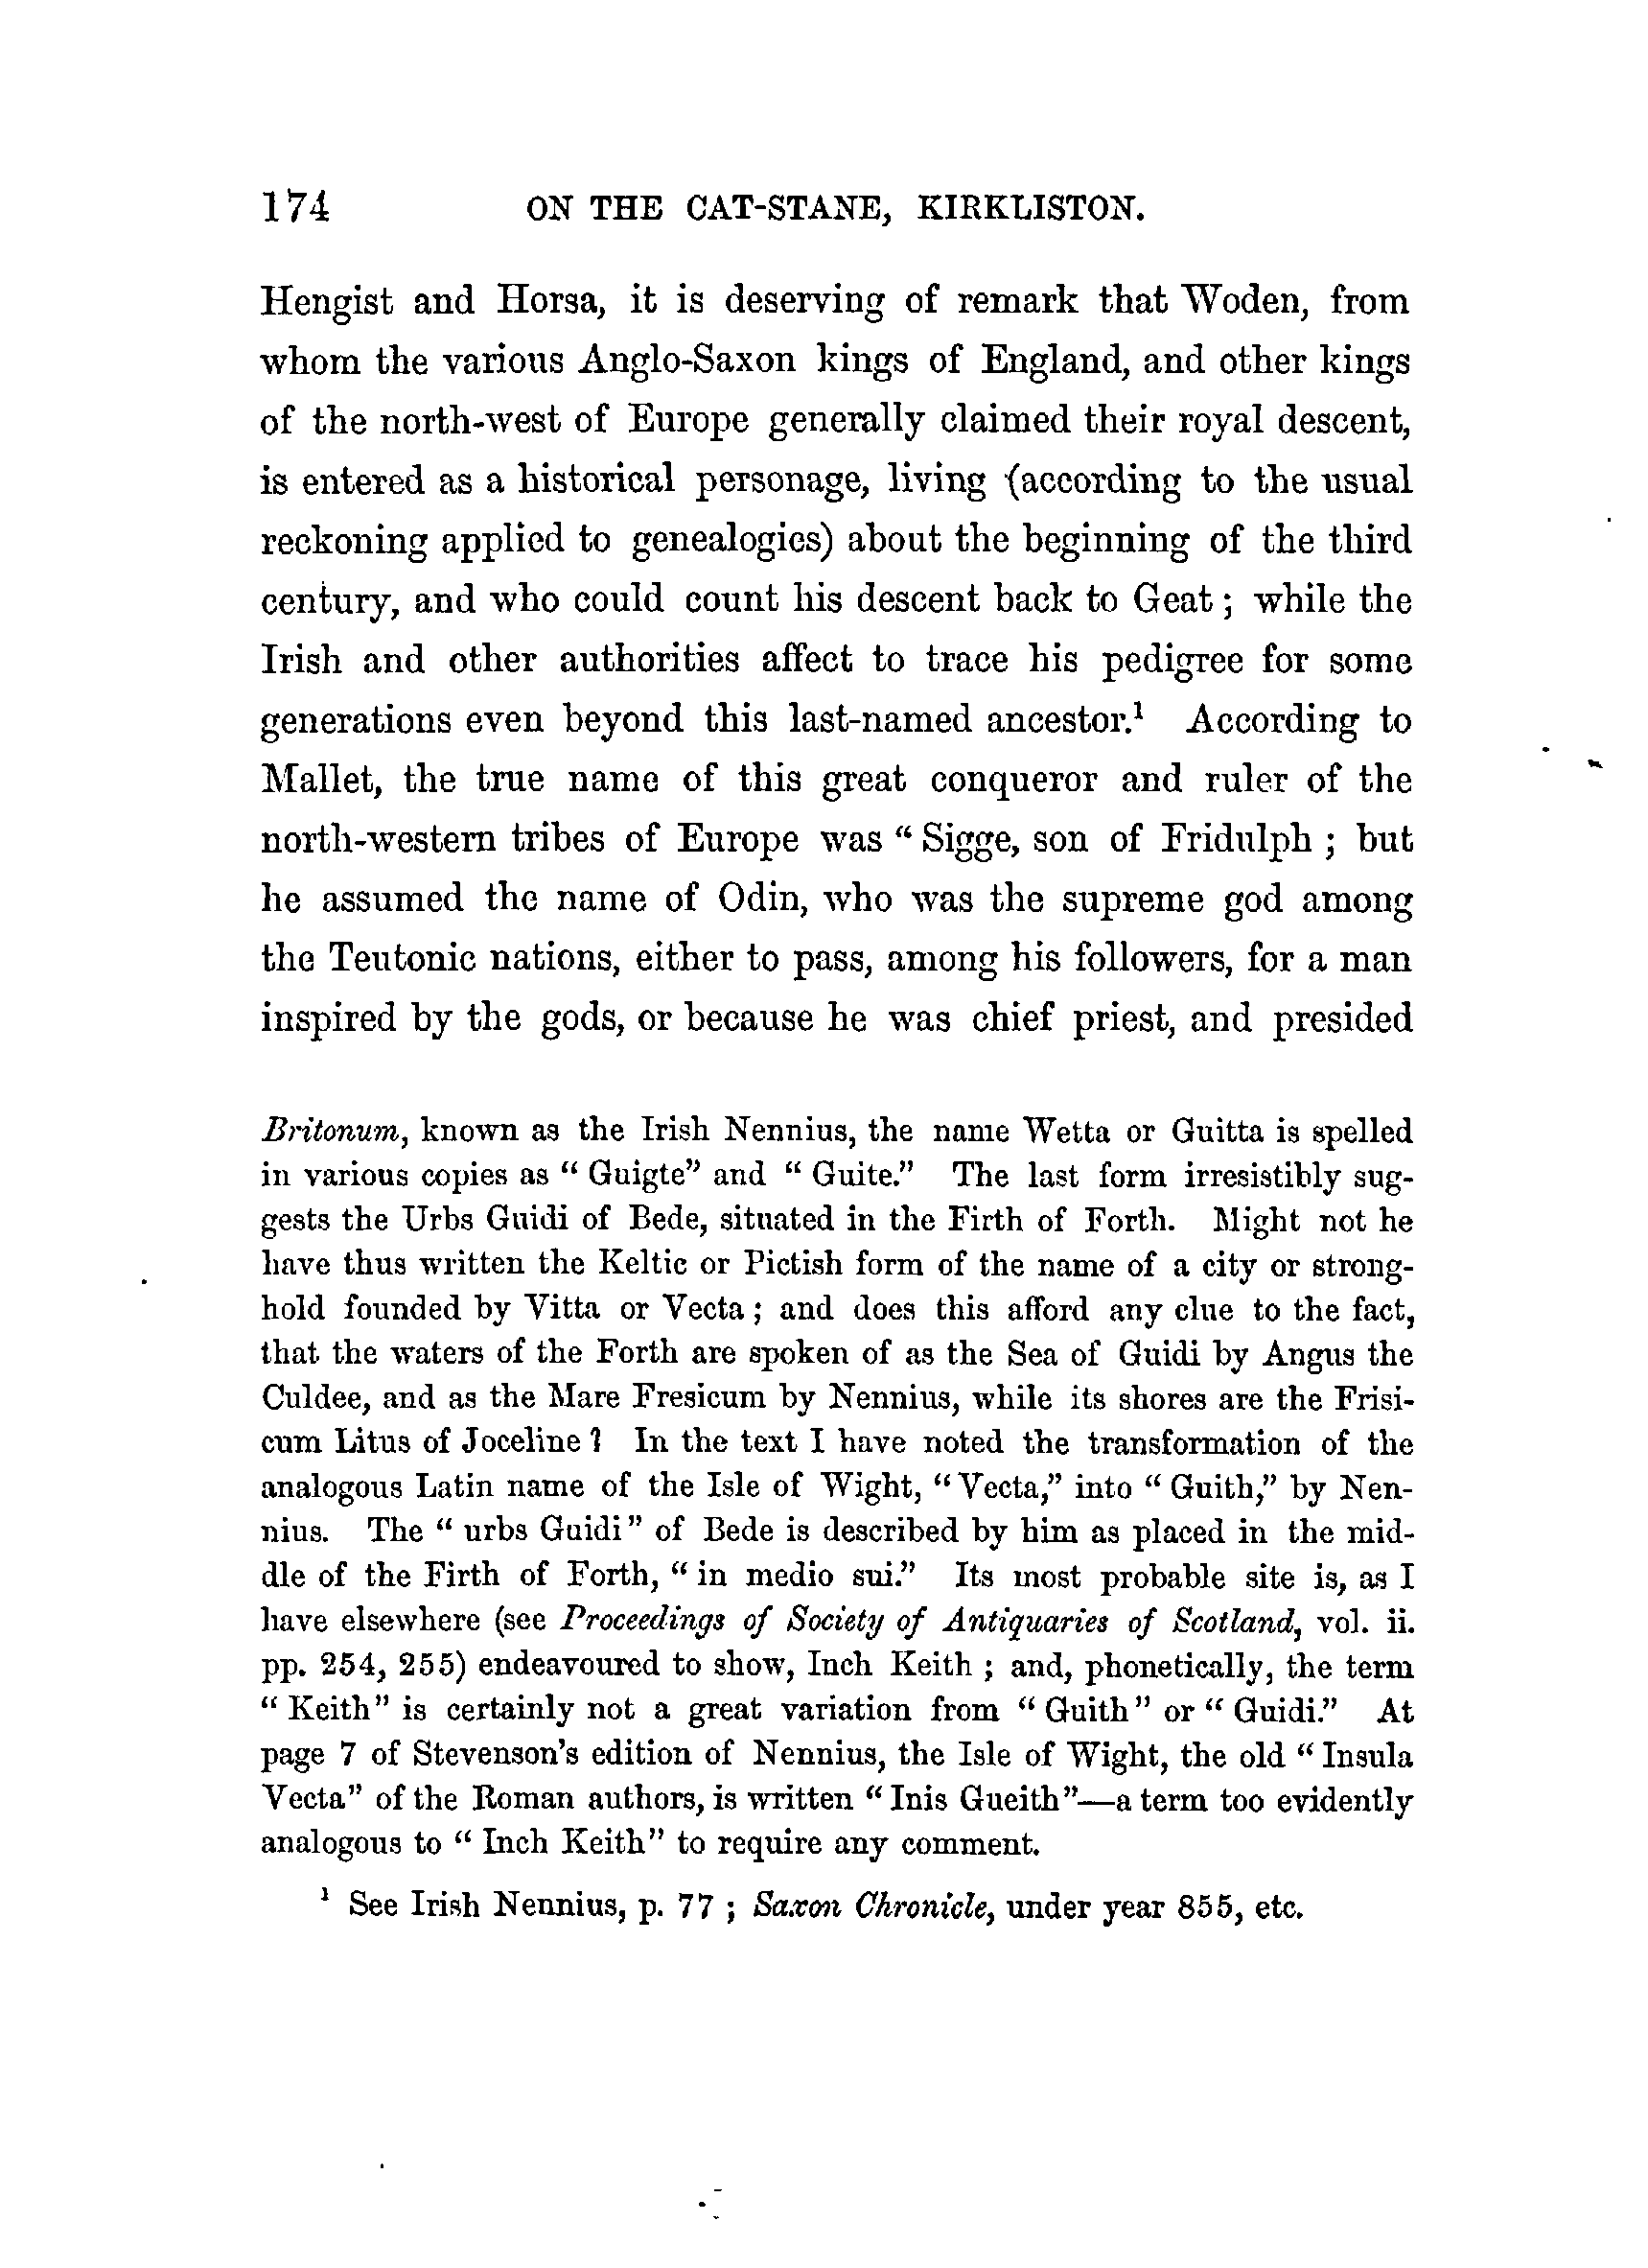 174 ON THE CAT-STANE, KIRKLISTON.
Hengist and Horsa, it is deserving of remark that Woden, from
whom the various Anglo-Saxon kings of England, and other kings
of the north-west of Europe generally claimed their royal descent,
is entered as a historical personage, living (according to the usual
reckoning applied to genealogies) about the beginning of the third
century, and who could count his descent back to Geat; while the
Irish and other authorities affect to trace his pedigree for some
generations even beyond this last-named ancestor.¹ According to
Mallet, the true name of this great conqueror and ruler of the
north-western tribes of Europe was “Sigge, son of Fridulph; but
he assumed the name of Odin, who was the supreme god among
the Teutonic nations, either to pass, among his followers, for a man
inspired by the gods, or because he was chief priest, and presided
Britonum, known as the Irish Nennius, the name Wetta or Guitta is spelled
in various copies as “Guigte” and “Guite.” The last form irresistibly sug-
gests the Urbs Guidi of Bede, situated in the Firth of Forth. Might not he
have thus written the Keltic or Pictish form of the name of a city or strong-
hold founded by Vitta or Vecta; and does this afford any clue to the fact,
that the waters of the Forth are spoken of as the Sea of Guidi by Angus the
Culdee, and as the Mare Fresicum by Nennius, while its shores are the Frisi-
cum Litus of Joceline? In the text I have noted the transformation of the
analogous Latin name of the Isle of Wight, “Vecta,” into “Guith,” by Nen-
nius. The “urbs Guidi” of Bede is described by him as placed in the mid-
dle of the Firth of Forth, “in medio sui.” Its most probable site is, as I
have elsewhere (see Proceedings of Society of Antiquaries of Scotland, vol. ii.
pp. 254, 255) endeavoured to show, Inch Keith; and, phonetically, the term
“Keith” is certainly not a great variation from “Guith” or “Guidi.” At
page 7 of Stevenson's edition of Nennius, the Isle of Wight, the old “Insula
Vecta” of the Roman authors, is written “Inis Gueith”—a term too evidently
analogous to “Inch Keith” to require any comment.
¹ See Irish Nennius, p. 77; Saxon Chronicle, under year 855, etc.